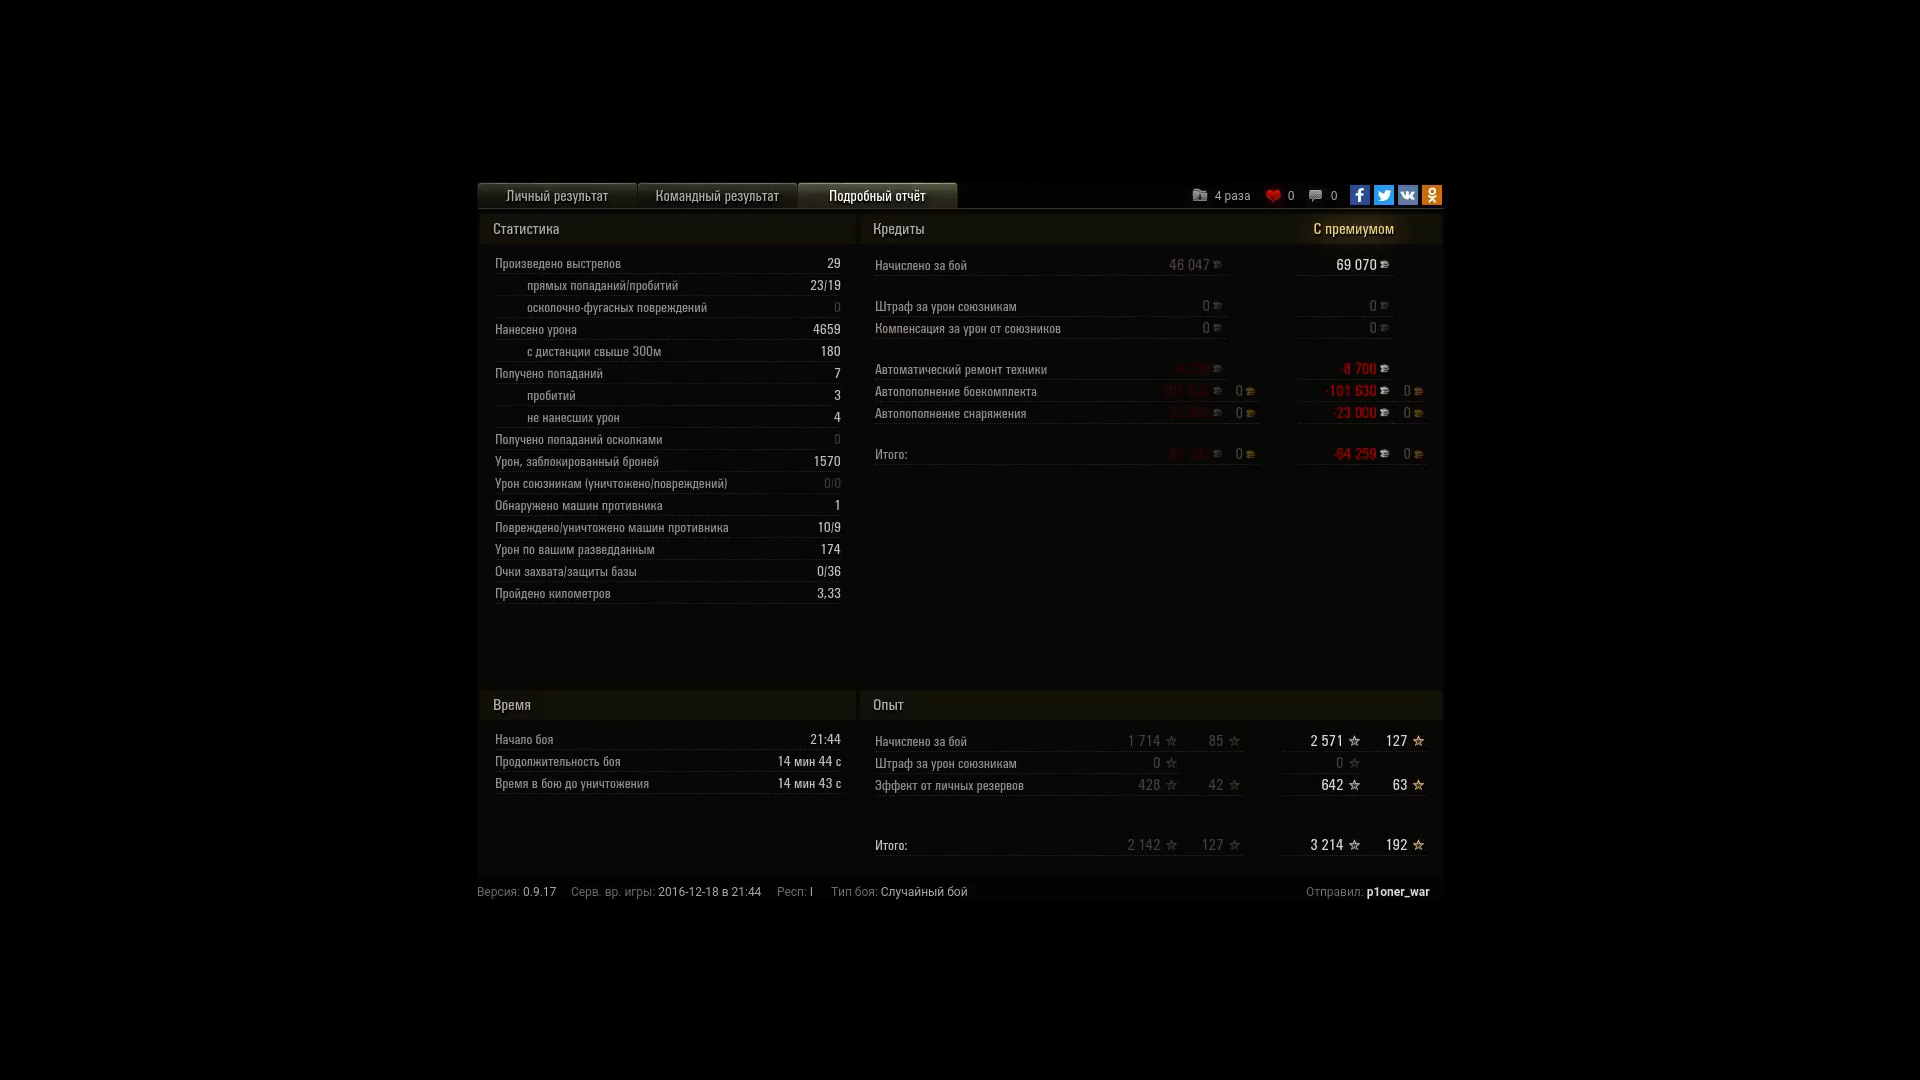 Личный результат Командный результат Подробный отчёт 4 раза 0 0
Статистика
Произведено выстрелов 29
прямых попаданий/пробитий 23/19
осколочно-фугасных повреждений 0
Нанесено урона 4659
с дистанции свыше 300м 180
Получено попаданий 7
пробитий 3
не нанесших урон 4
Получено попаданий осколками 0
Урон, заблокированный броней 1570
Урон союзникам (уничтожено/повреждений) 0/0
Обнаружено машин противника 1
Повреждено/уничтожено машин противника 10/9
Урон по вашим разведданным 174
Очки захвата/защиты базы 0/36
Пройдено километров 3,33
Кредиты С премиумом
Начислено за бой 46 047 69 070
Штраф за урон союзникам 0 0
Компенсация за урон от союзников 0 0
Автоматический ремонт техники -8 700
Автопополнение боекомплекта 0 -101 630 0
Автопополнение снаряжения 0 -23 000 0
Итого: 0 -64 259 0
Время
Начало боя 21:44
Продолжительность боя 14 мин 44 с
Время в бою до уничтожения 14 мин 43 с
Опыт
Начислено за бой 1 714 85 2 571 127
Штраф за урон союзникам 0 0
Эффект от личных резервов 428 42 642 63
Итого: 2 142 127 3 214 192
Версия: 0.9.17 Серв. вр. игры: 2016-12-18 в 21:44 Респ: I Тип боя: Случайный бой Отправил: p1oner_war